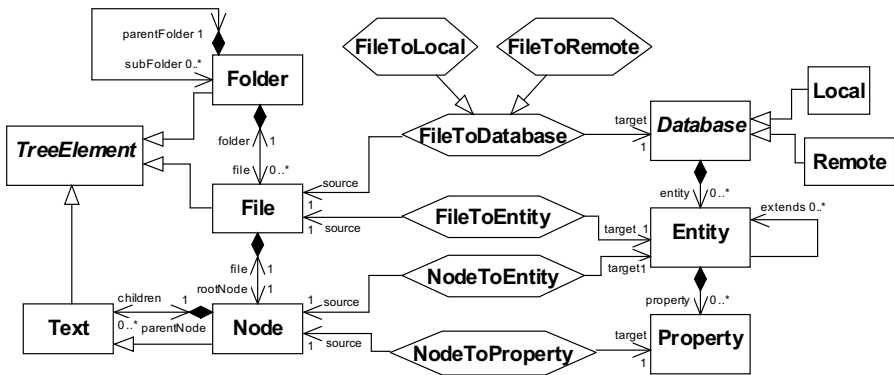 parentFolder 1
FileToLocal
FileToRemote
subFolder 0..*
Folder
Local
folder
1
FileToDatabase
target
1
Database
TreeElement
Remote
file
0..*
source
1
entity
0..*
File
1
source
FileToEntity
target 1
Entity
extends 0..*
file
1
NodeToEntity
target 1
children
1
rootNode
1
1
source
property
0..*
Text
0..*
parentNode
Node
1
source
NodeToProperty
target
1
Property